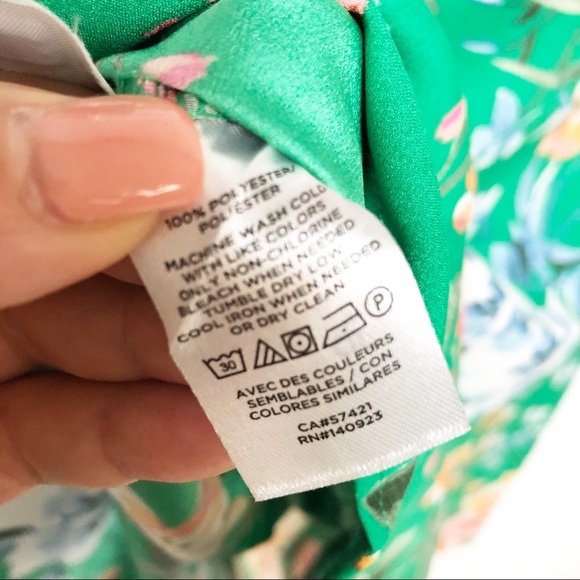 100% POLYESTER/
POLIÉSTER
MACHINE WASH COLD
WITH LIKE COLORS
ONLY NON-CHLORINE
BLEACH WHEN NEEDED
TUMBLE DRY LOW
COOL IRON WHEN NEEDED
OR DRY CLEAN
30 P
AVEC DES COULEURS
SEMBLABLES / CON
COLORES SIMILARES
CA#57421
RN#140923